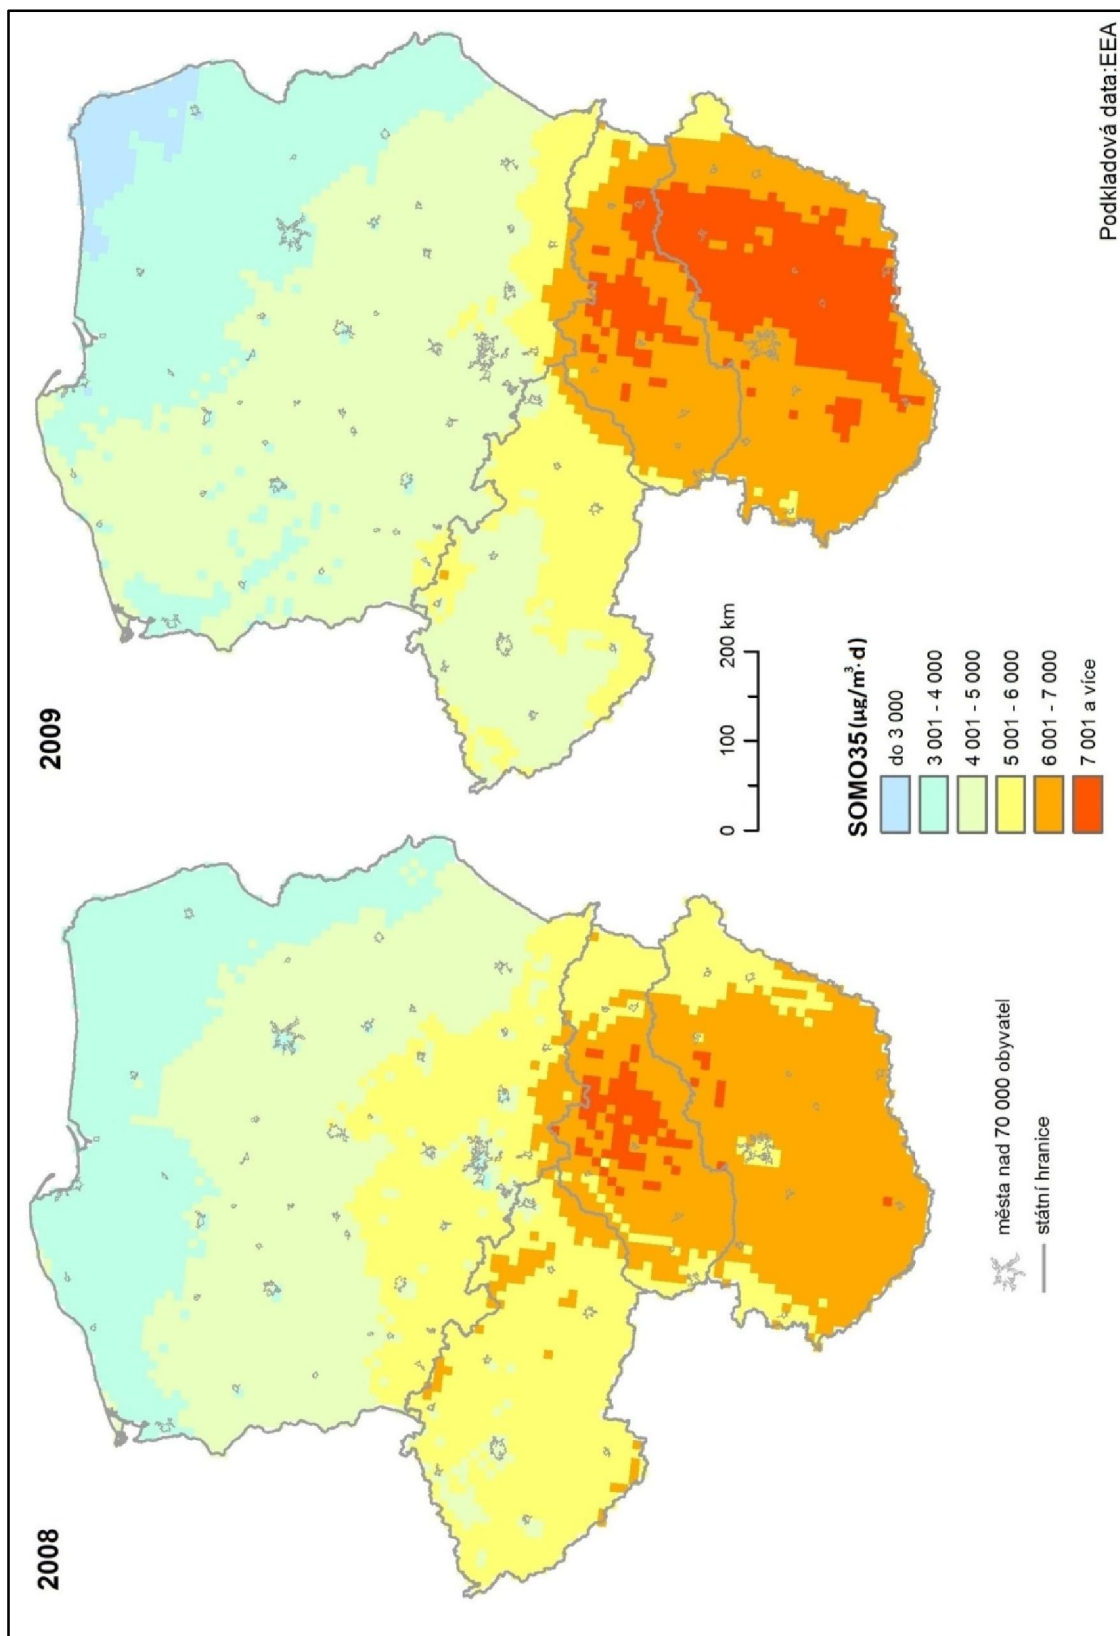 2008
2009
0 100 200 km
SOMO35 (µg/m³·d)
do 3 000
3 001 - 4 000
4 001 - 5 000
5 001 - 6 000
6 001 - 7 000
7 001 a více
města nad 70 000 obyvatel
státní hranice
Podkladová data:EEA